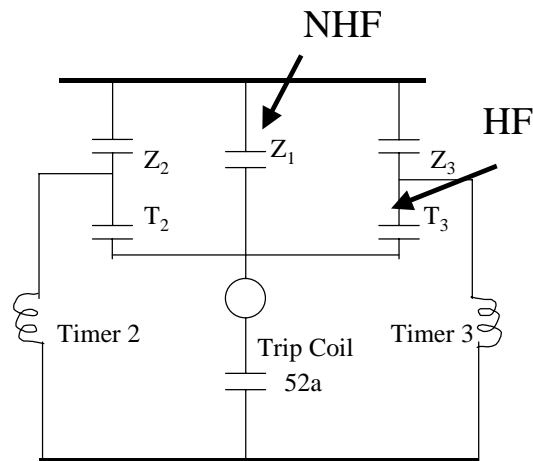 NHF
HF
Z₂
Z₁
Z₃
T₂
T₃
Timer 2
Trip Coil
52a
Timer 3